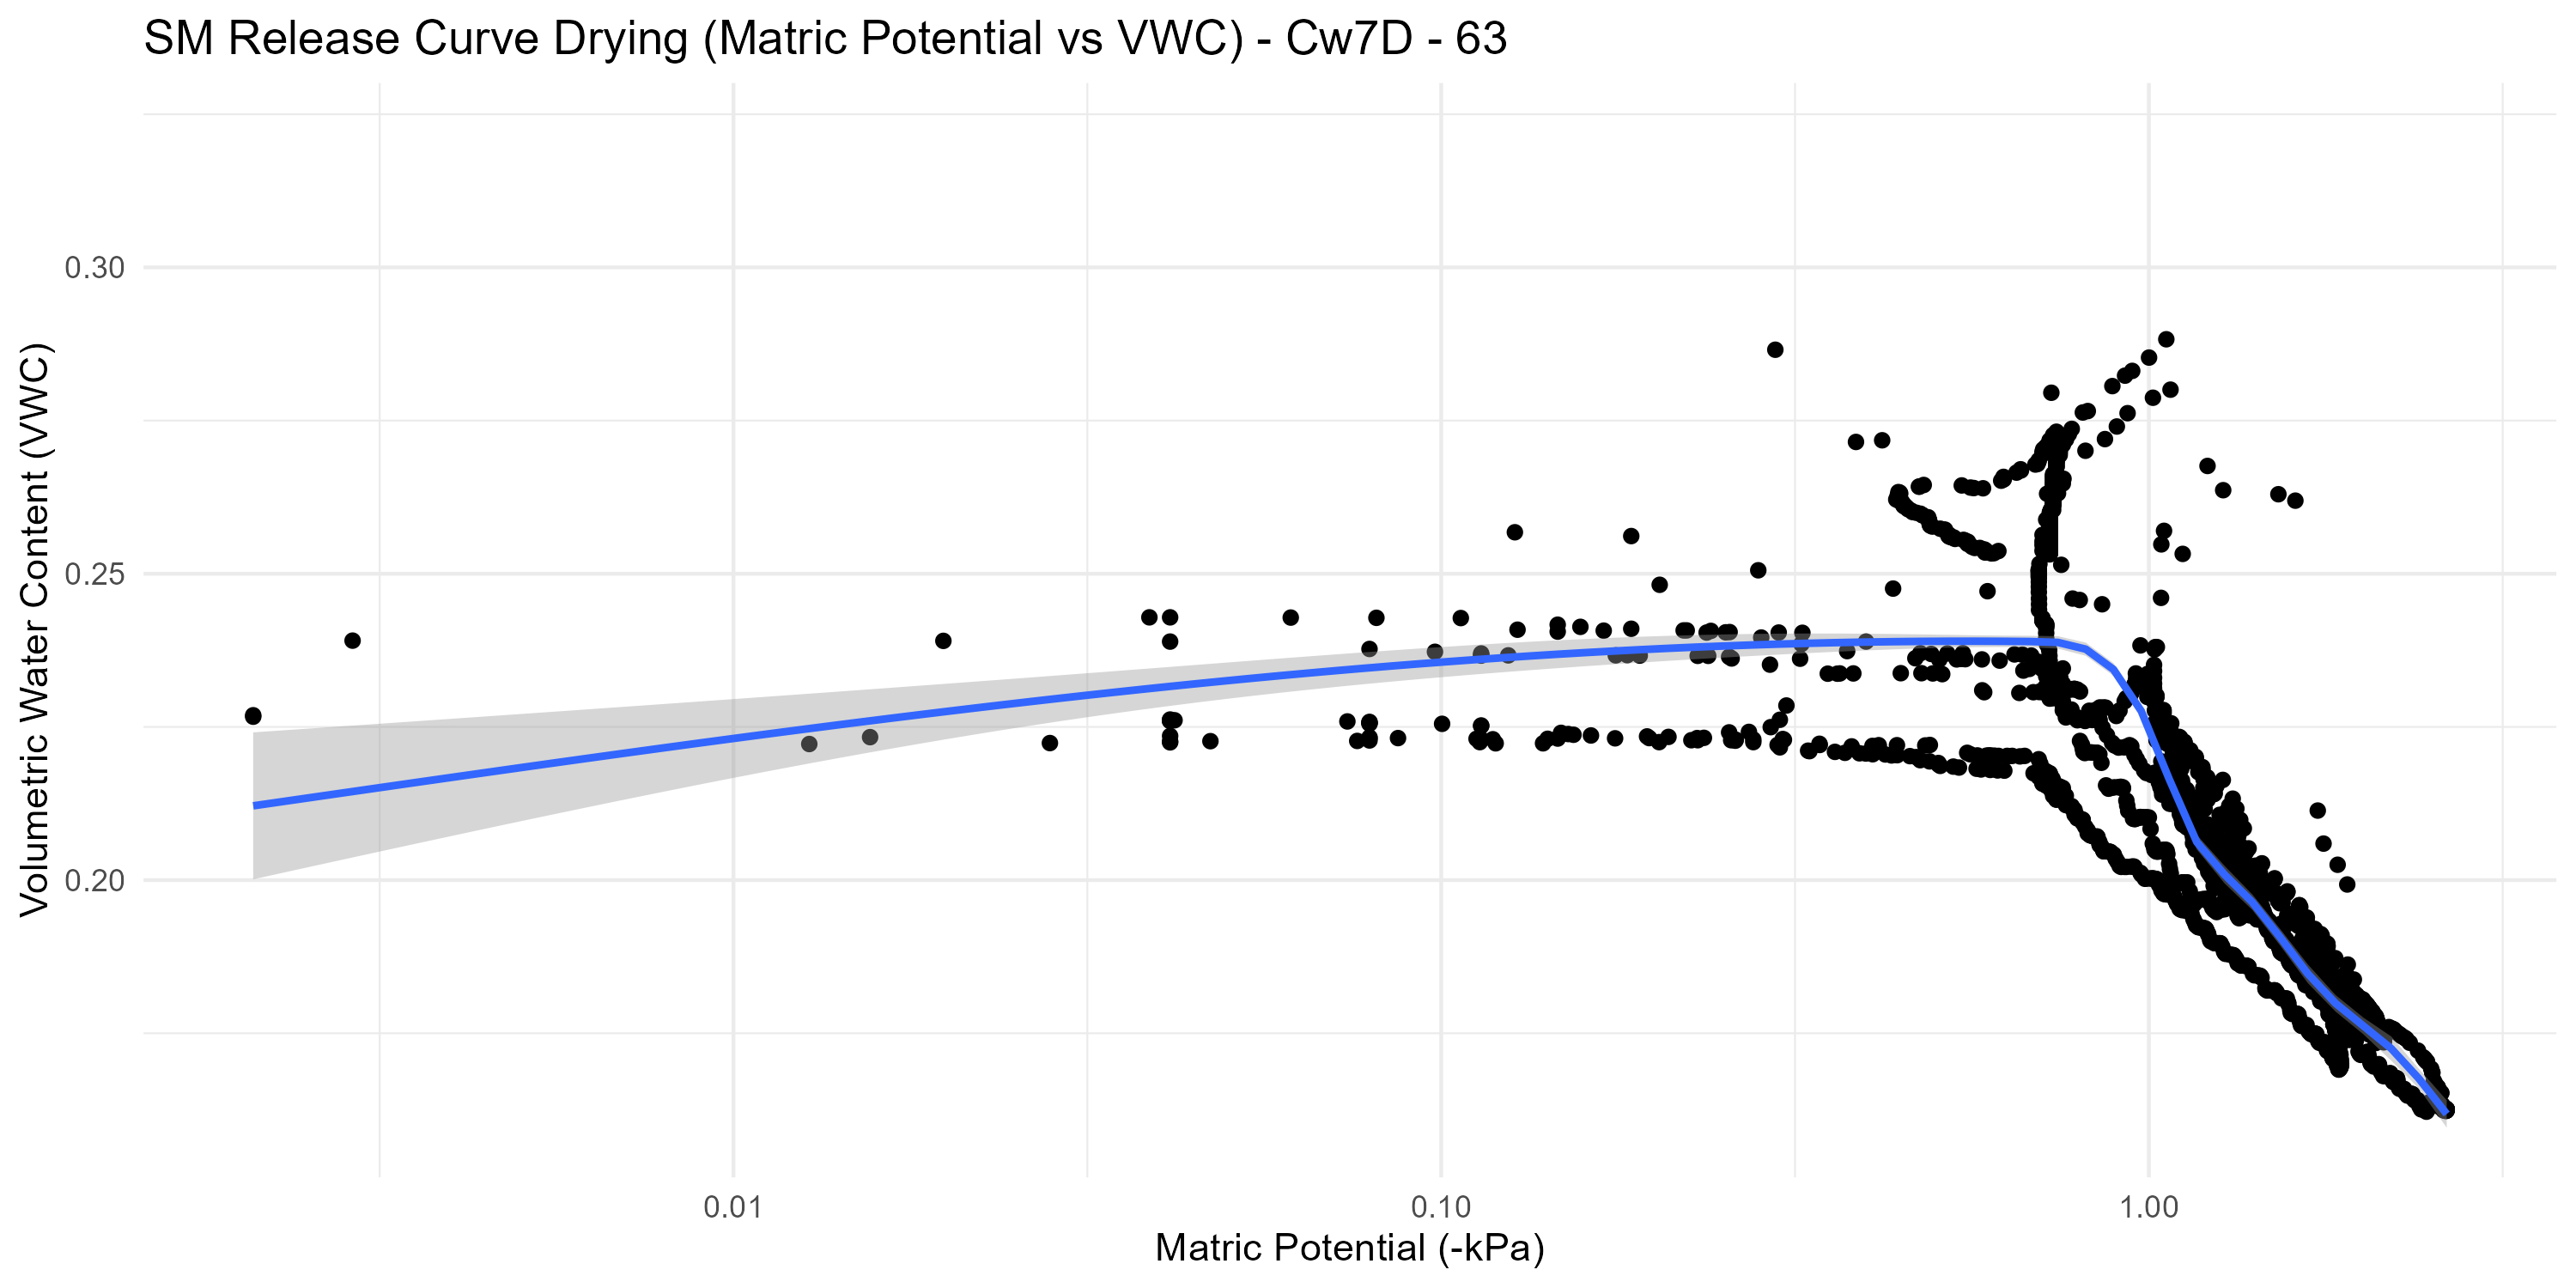 SM Release Curve Drying (Matric Potential vs VWC) - Cw7D - 63
Volumetric Water Content (VWC)
0.30
0.25
0.20
0.01
0.10
1.00
Matric Potential (-kPa)